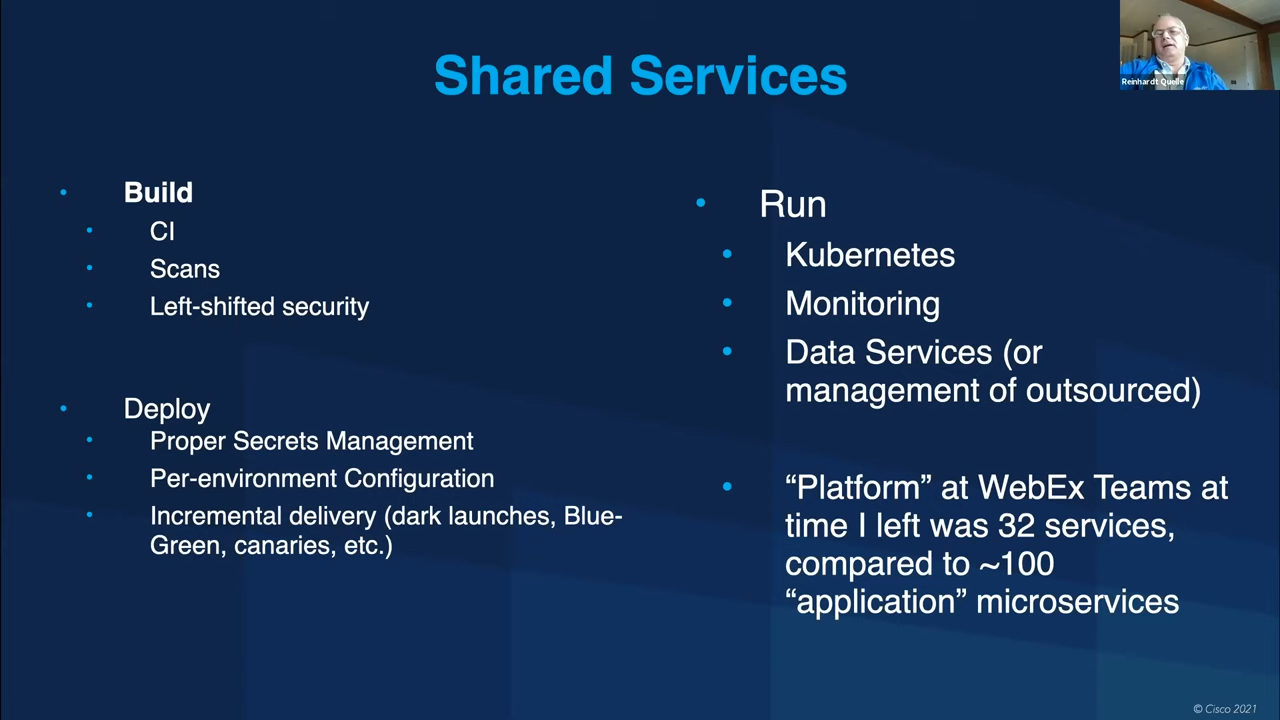 Shared Services
Reinhardt Quelle
Build
CI
Scans
Left-shifted security
Deploy
Proper Secrets Management
Per-environment Configuration
Incremental delivery (dark launches, Blue-
Green, canaries, etc.)
Run
Kubernetes
Monitoring
Data Services (or
management of outsourced)
“Platform” at WebEx Teams at
time I left was 32 services,
compared to ~100
“application” microservices
© Cisco 2021